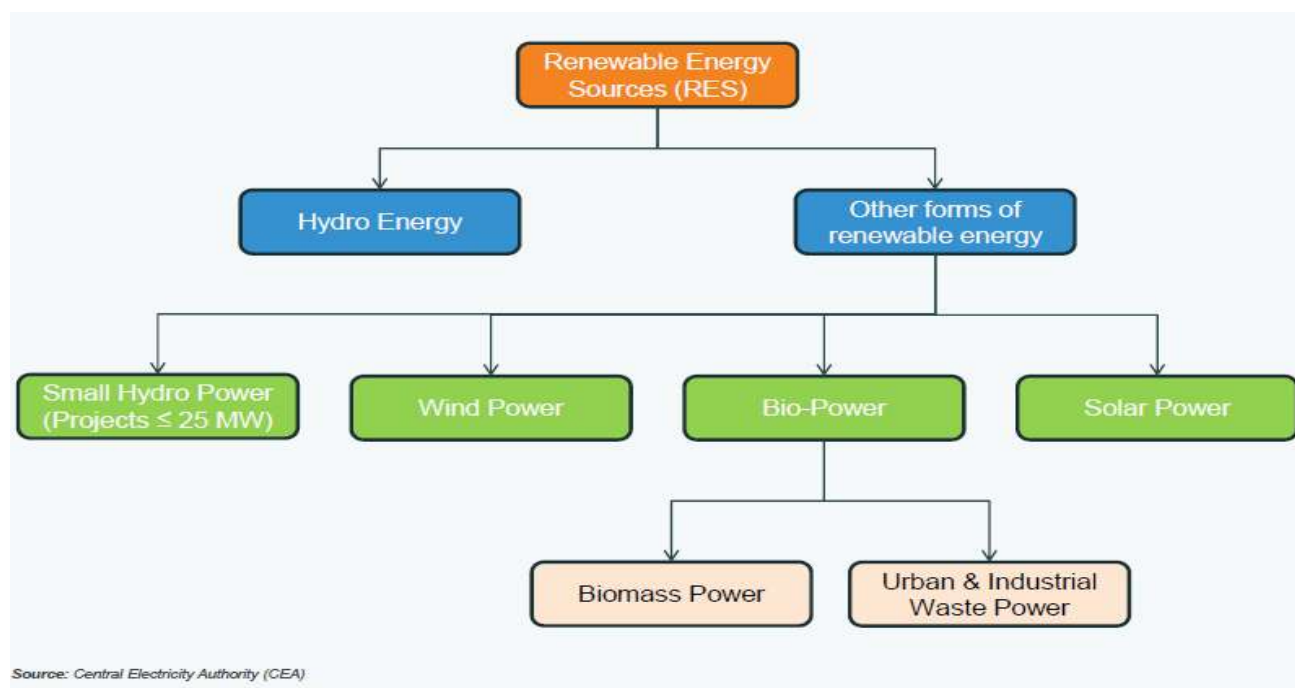 Renewable Energy
Sources (RES)
Hydro Energy
Other forms of
renewable energy
Small Hydro Power
(Projects ≤ 25 MW)
Wind Power
Bio-Power
Solar Power
Biomass Power
Urban & Industrial
Waste Power
Source: Central Electricity Authority (CEA)